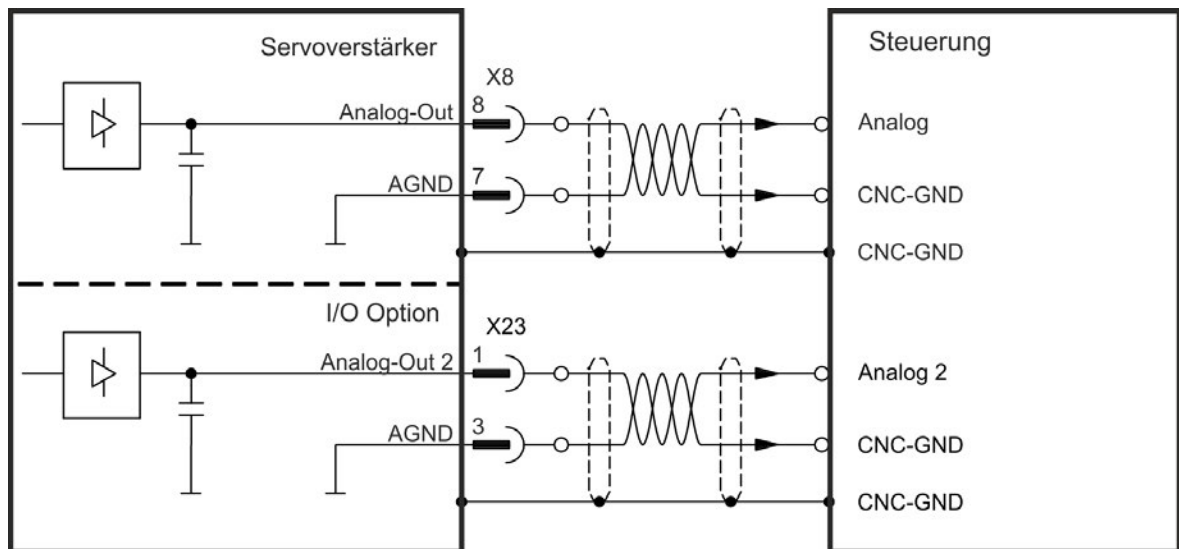 Servoverstärker
Steuerung
X8
Analog-Out
8
Analog
AGND
7
CNC-GND
CNC-GND
I/O Option
X23
Analog-Out 2
1
Analog 2
AGND
3
CNC-GND
CNC-GND